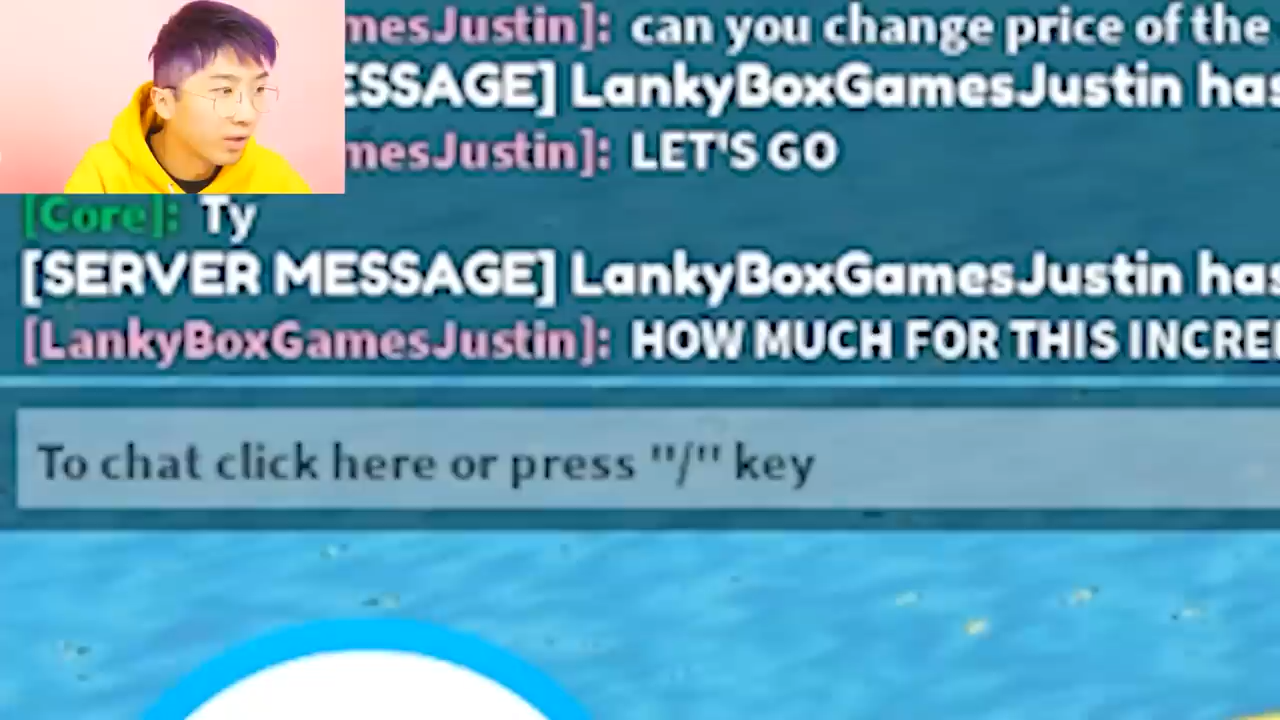 mesJustin]: can you change price of the
ESSAGE] LankyBoxGamesJustin has
mesJustin]: LET'S GO
[Core]: Ty
[SERVER MESSAGE] LankyBoxGamesJustin has
[LankyBoxGamesJustin]: HOW MUCH FOR THIS
To chat click here or press "/" key